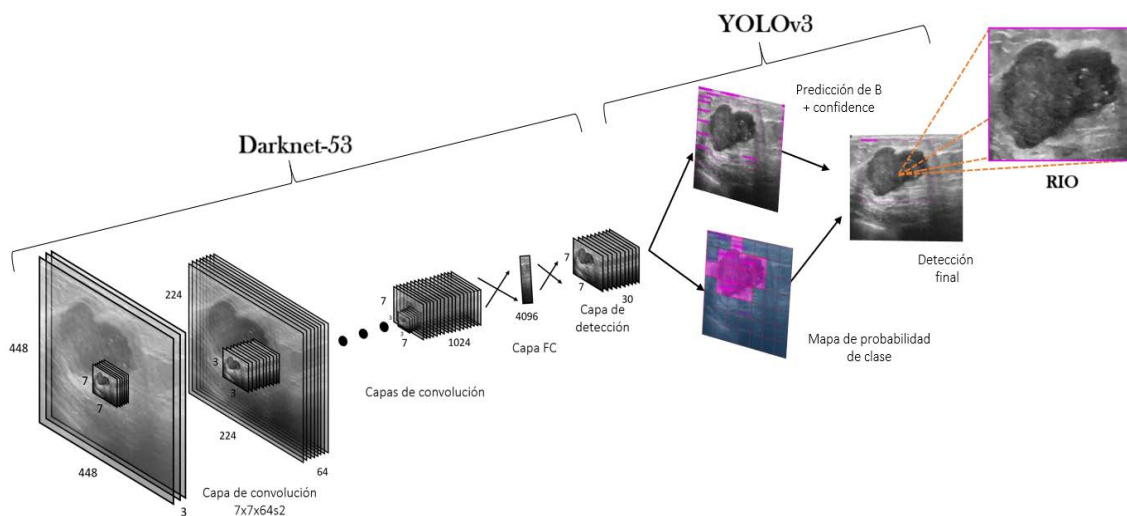 YOLOv3
Darknet-53
Predicción de B
+ confidence
RIO
Detección
final
Mapa de probabilidad
de clase
448
448
3
7
7
Capa de convolución
7x7x64s2
224
224
64
3
3
7
7
3
3
1024
Capas de convolución
4096
Capa FC
7
7
30
Capa de
detección